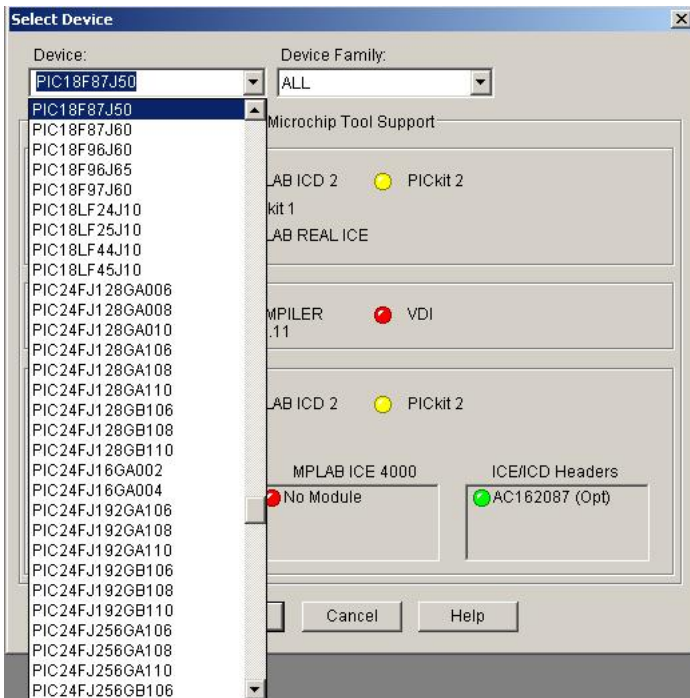 Select Device
Device:
Device Family:
PIC18F87J50
ALL
PIC18F87J50
PIC18F87J60
PIC18F96J60
PIC18F96J65
PIC18F97J60
PIC18LF24J10
PIC18LF25J10
PIC18LF44J10
PIC18LF45J10
PIC24FJ128GA006
PIC24FJ128GA008
PIC24FJ128GA010
PIC24FJ128GA106
PIC24FJ128GA108
PIC24FJ128GA110
PIC24FJ128GB106
PIC24FJ128GB108
PIC24FJ128GB110
PIC24FJ16GA002
PIC24FJ16GA004
PIC24FJ192GA106
PIC24FJ192GA108
PIC24FJ192GA110
PIC24FJ192GB106
PIC24FJ192GB108
PIC24FJ192GB110
PIC24FJ256GA106
PIC24FJ256GA108
PIC24FJ256GA110
PIC24FJ256GB106
Microchip Tool Support
LAB ICD 2
PICkit 2
kit 1
LAB REAL ICE
MPILER
VDI
.11
LAB ICD 2
PICkit 2
MPLAB ICE 4000
ICE/ICD Headers
No Module
AC162087 (Opt)
Cancel
Help